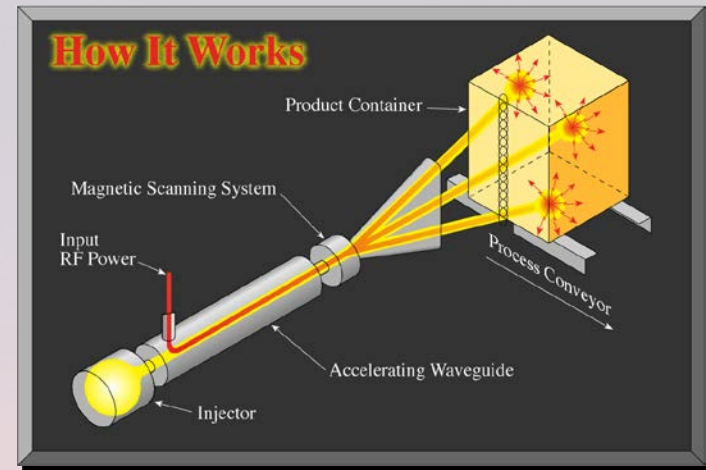 How It Works
Product Container
Magnetic Scanning System
Input
RF Power
Process Conveyor
Accelerating Waveguide
Injector